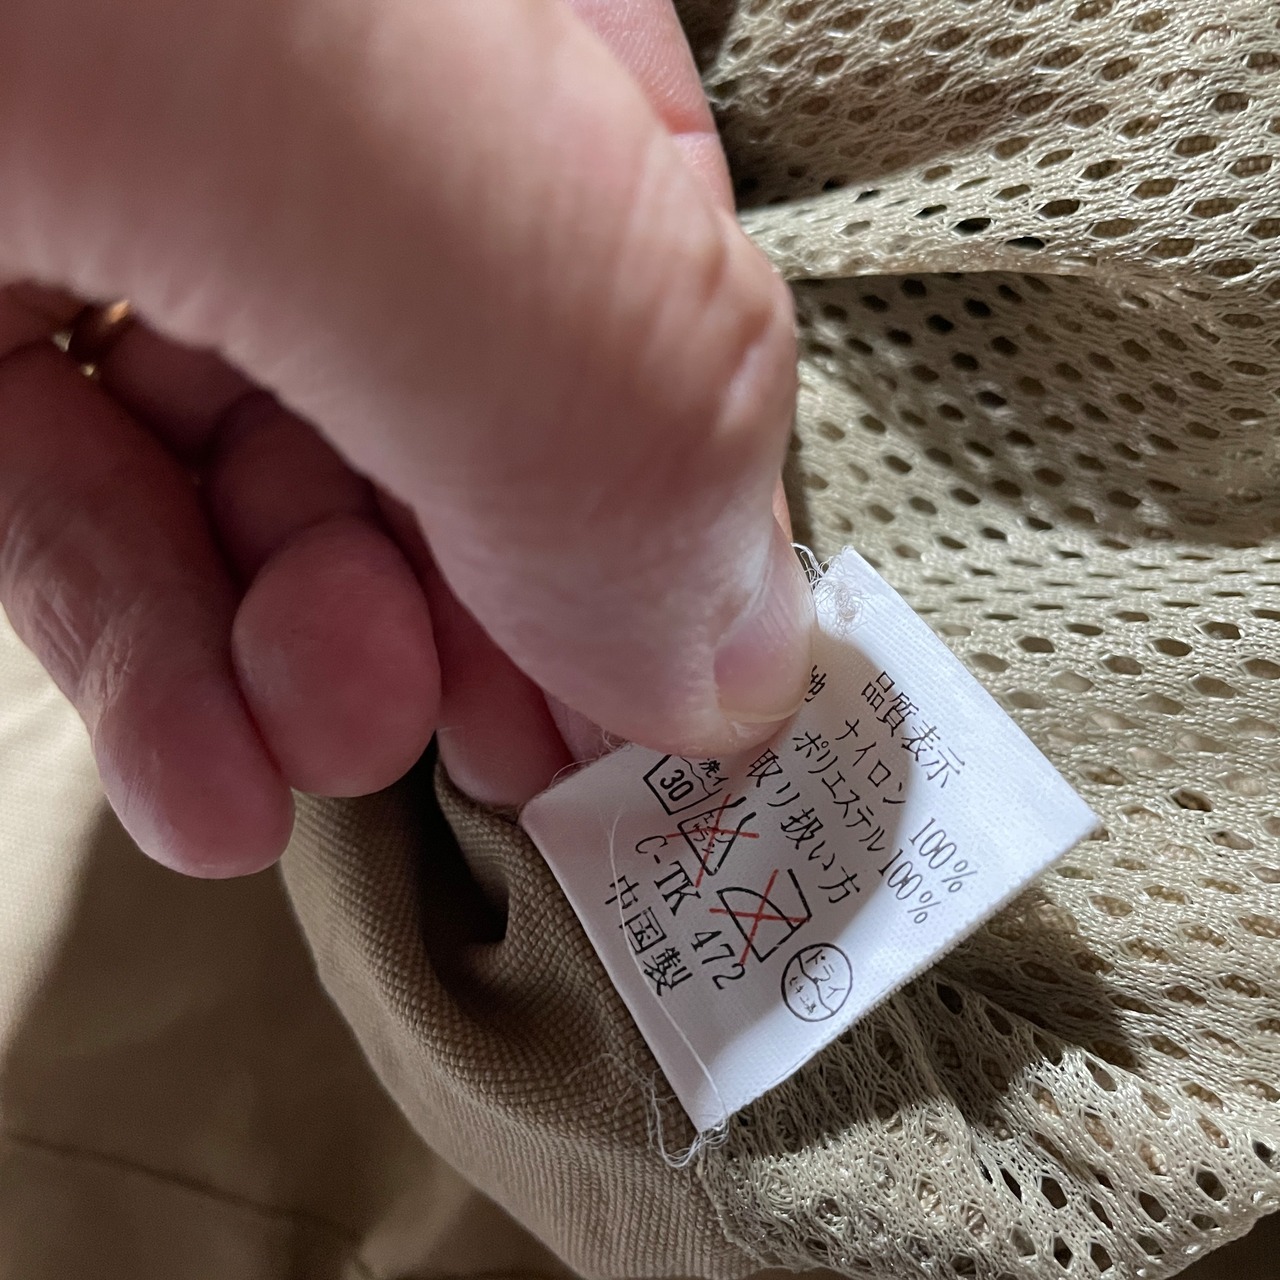 品質表示
地 ナイロン 100%
ポリエステル 100%
取り扱い方
30
ドライ
C-TK 472
中国製